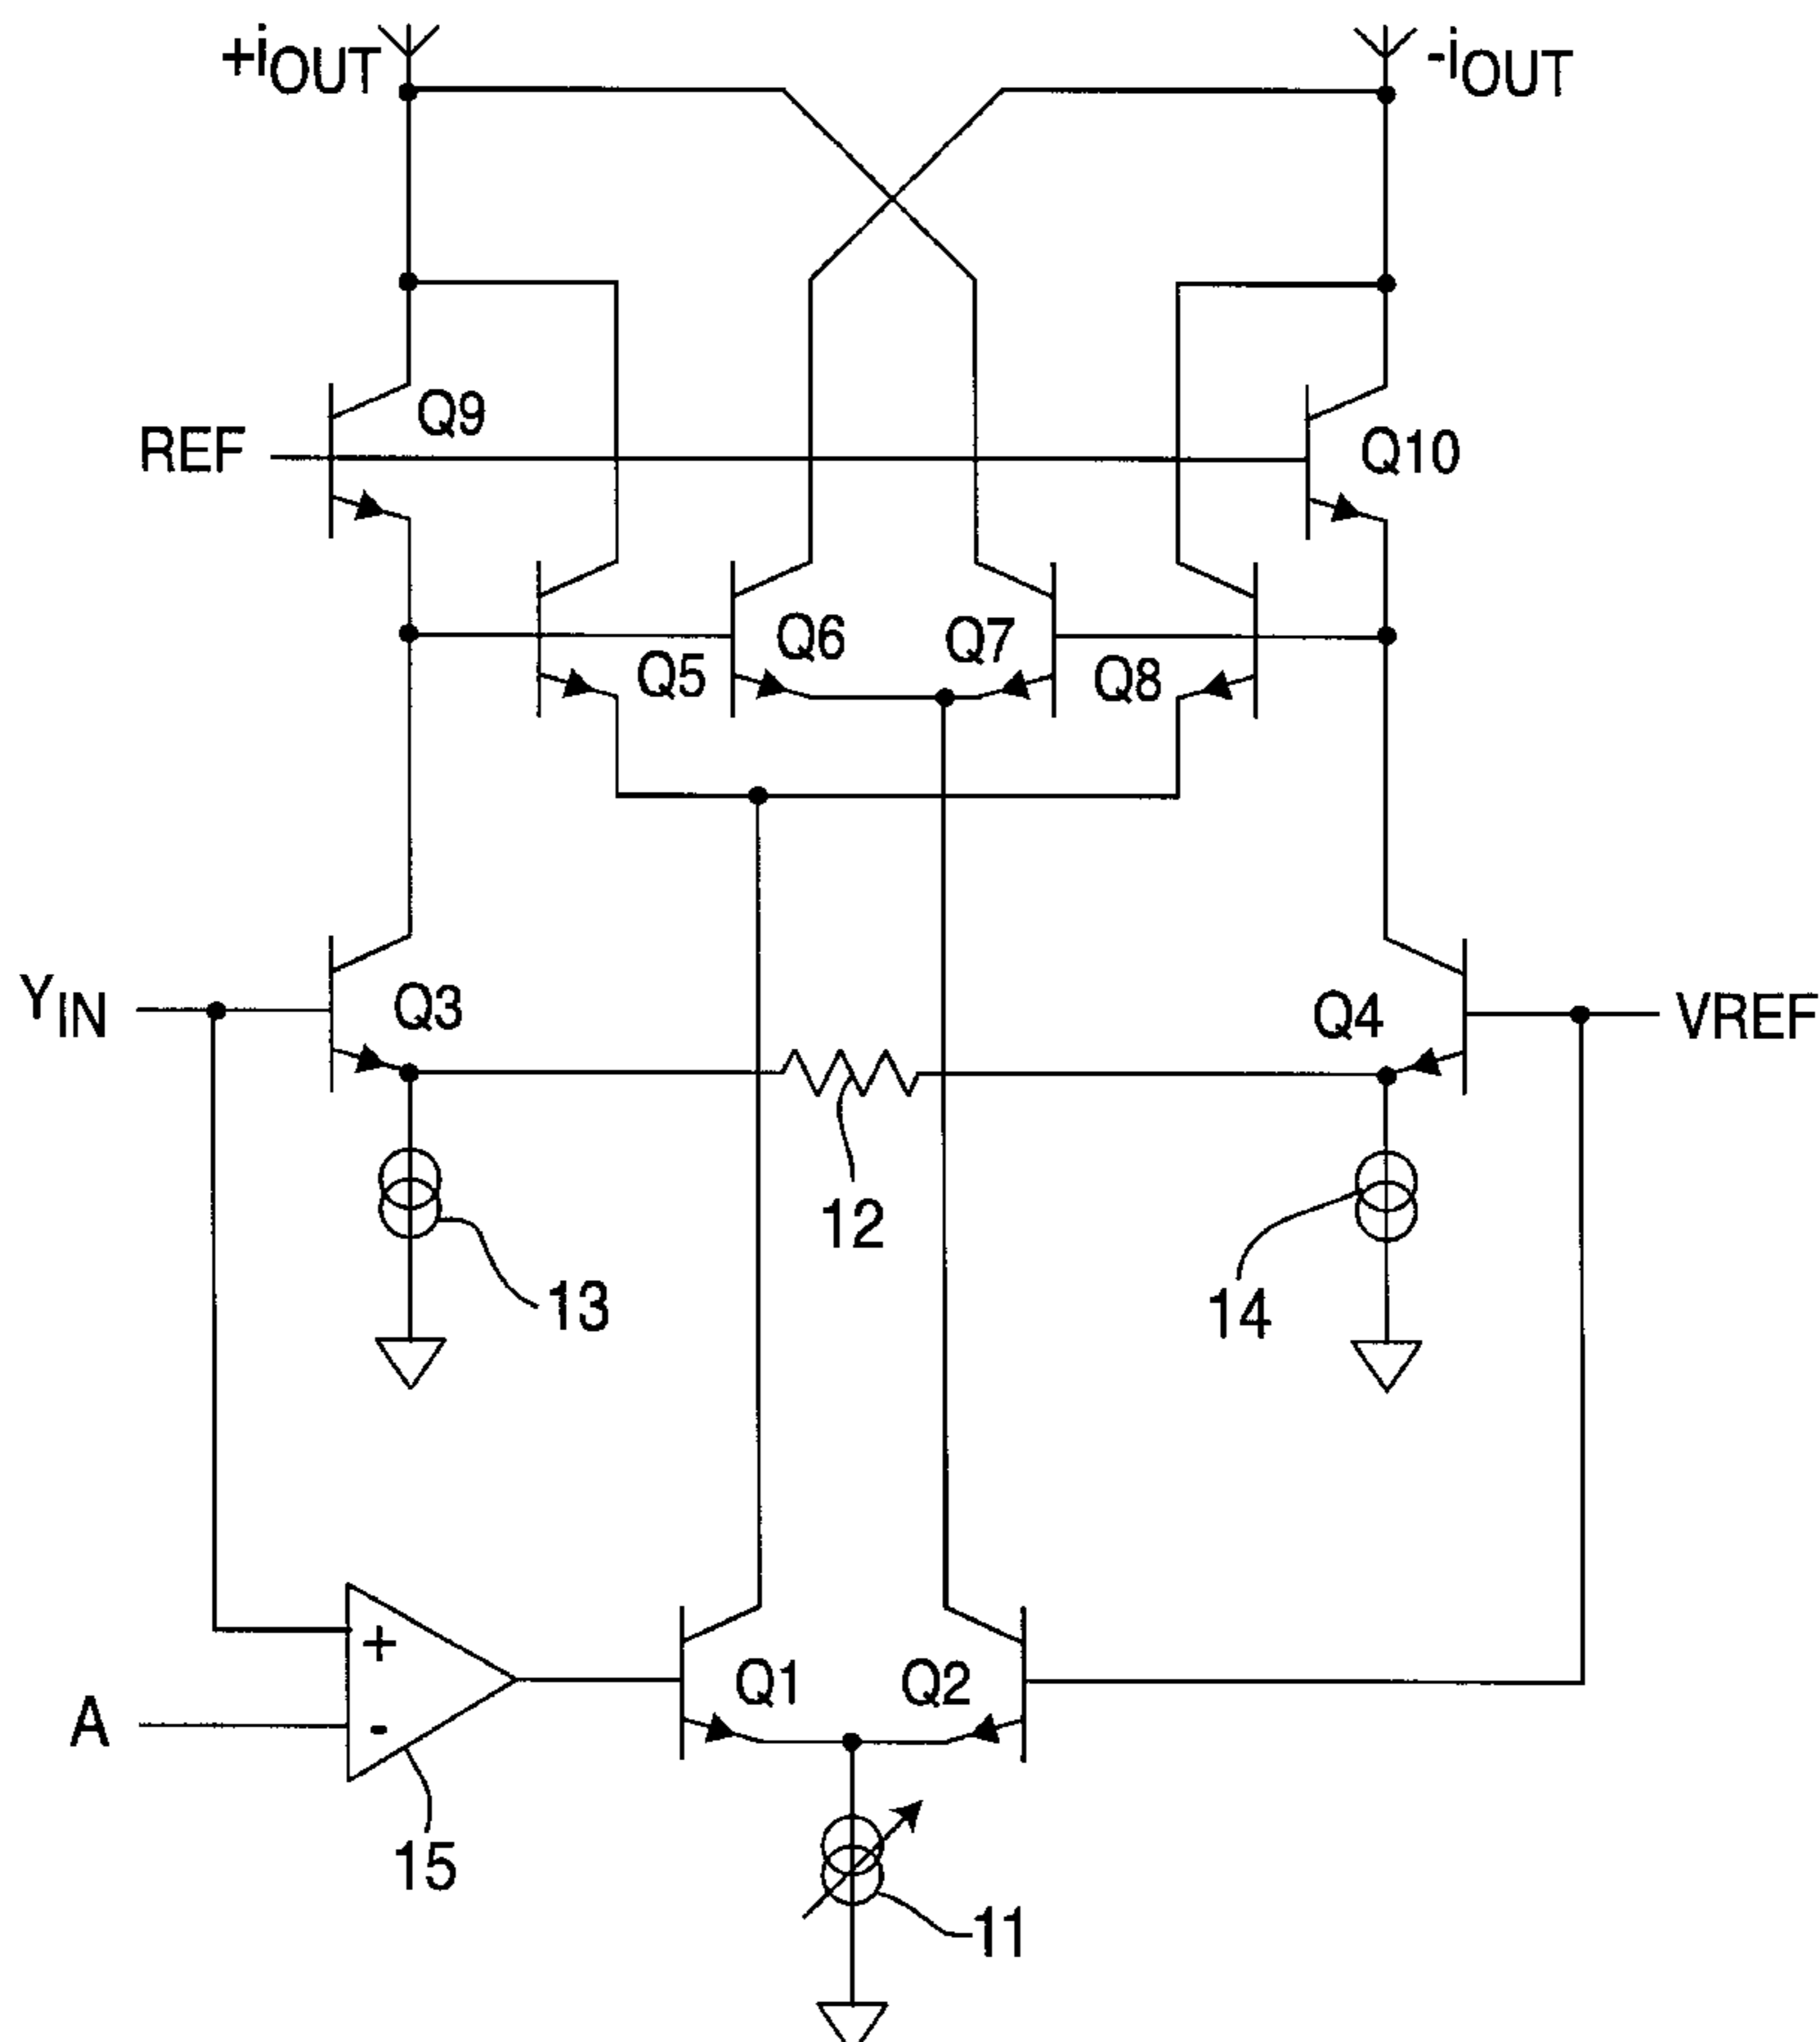 +iOUT
-iOUT
Q9
REF
Q10
Q6
Q7
Q5
Q8
YIN
Q3
Q4
VREF
12
13
14
+
Q1
Q2
A
-
15
11